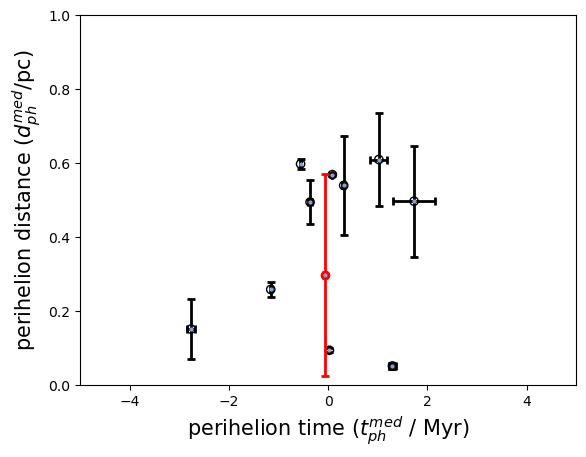 perihelion distance ($d_{ph}^{med}$/pc)
1.0
0.8
0.6
0.4
0.2
0.0
−4 −2 0 2 4
perihelion time ($t_{ph}^{med}$ / Myr)